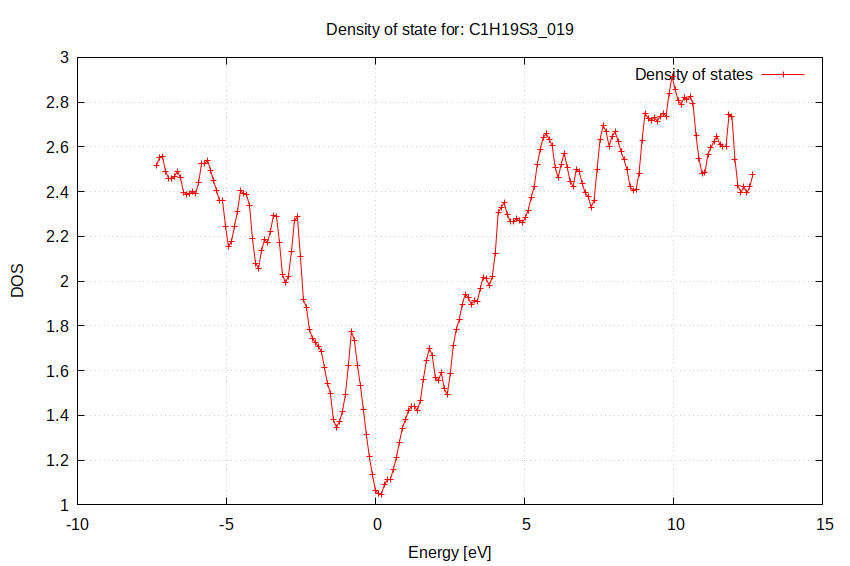 Density of state for: C1H19S3_019
Density of states
3
2.8
2.6
2.4
2.2
2
1.8
1.6
1.4
1.2
1
DOS
-10 -5 0 5 10 15
Energy [eV]